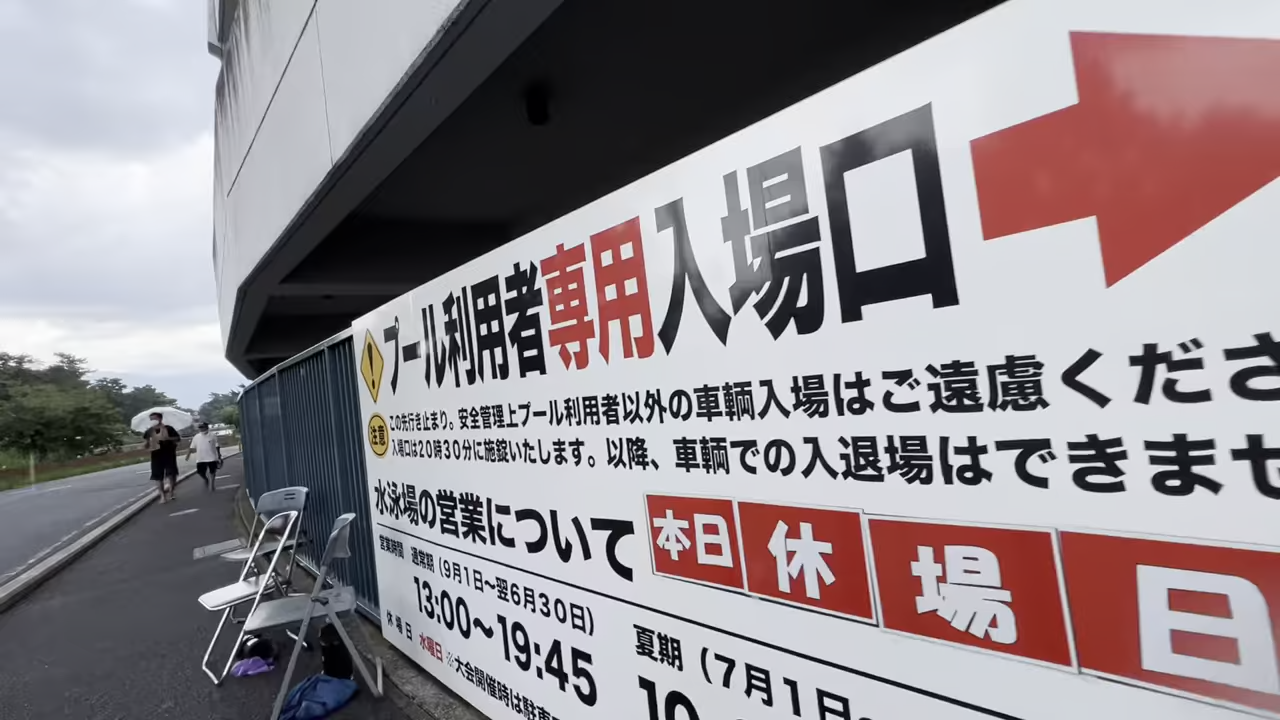 プール利用者専用入場口
注意
この先行き止まり。安全管理上プール利用者以外の車輌入場はご遠慮くださ
入場口は20時30分に施錠いたします。以降、車輌での入退場はできませ
水泳場の営業について 本日休場日
営業時間 通常期(9月1日〜翌6月30日) 夏期(7月1日
13:00〜19:45 10
休場日 水曜日 ※大会開催時は駐車